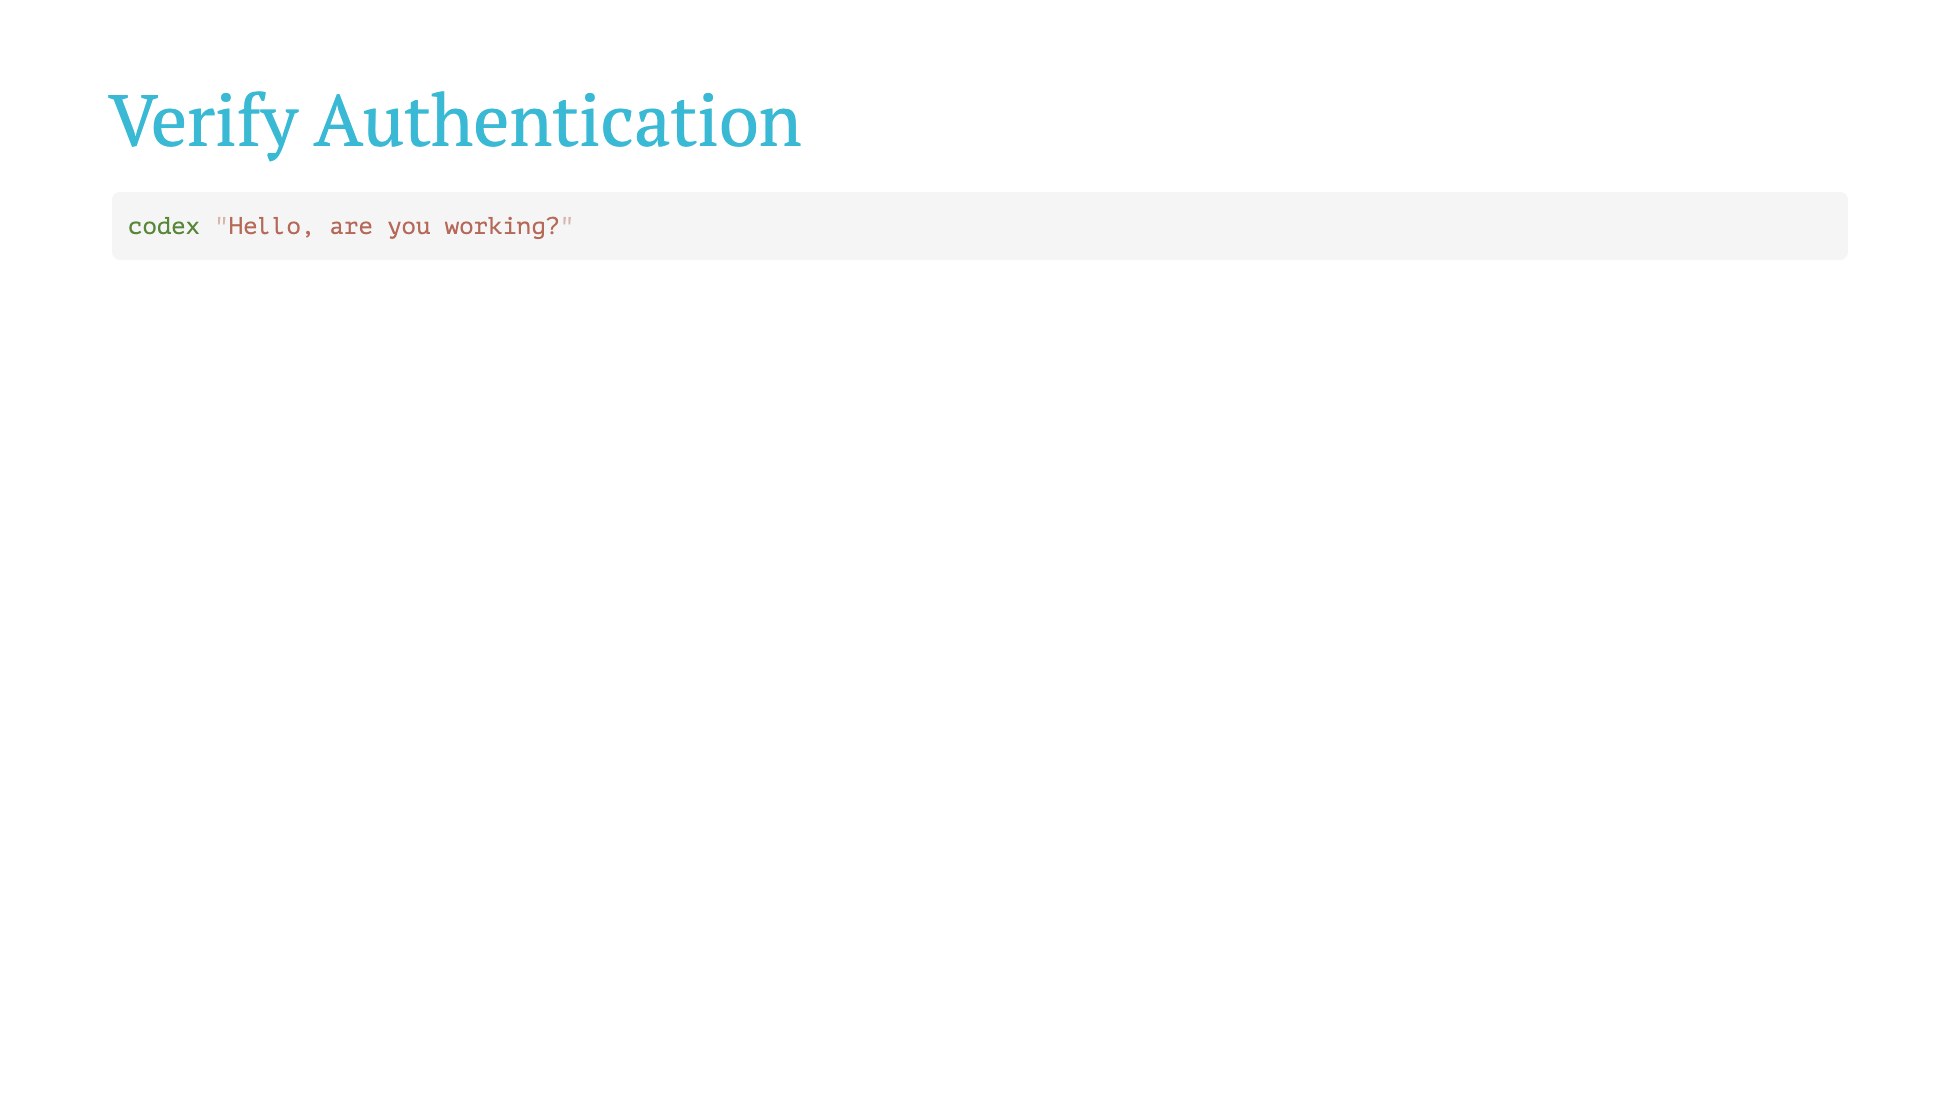 Verify Authentication
codex "Hello, are you working?"